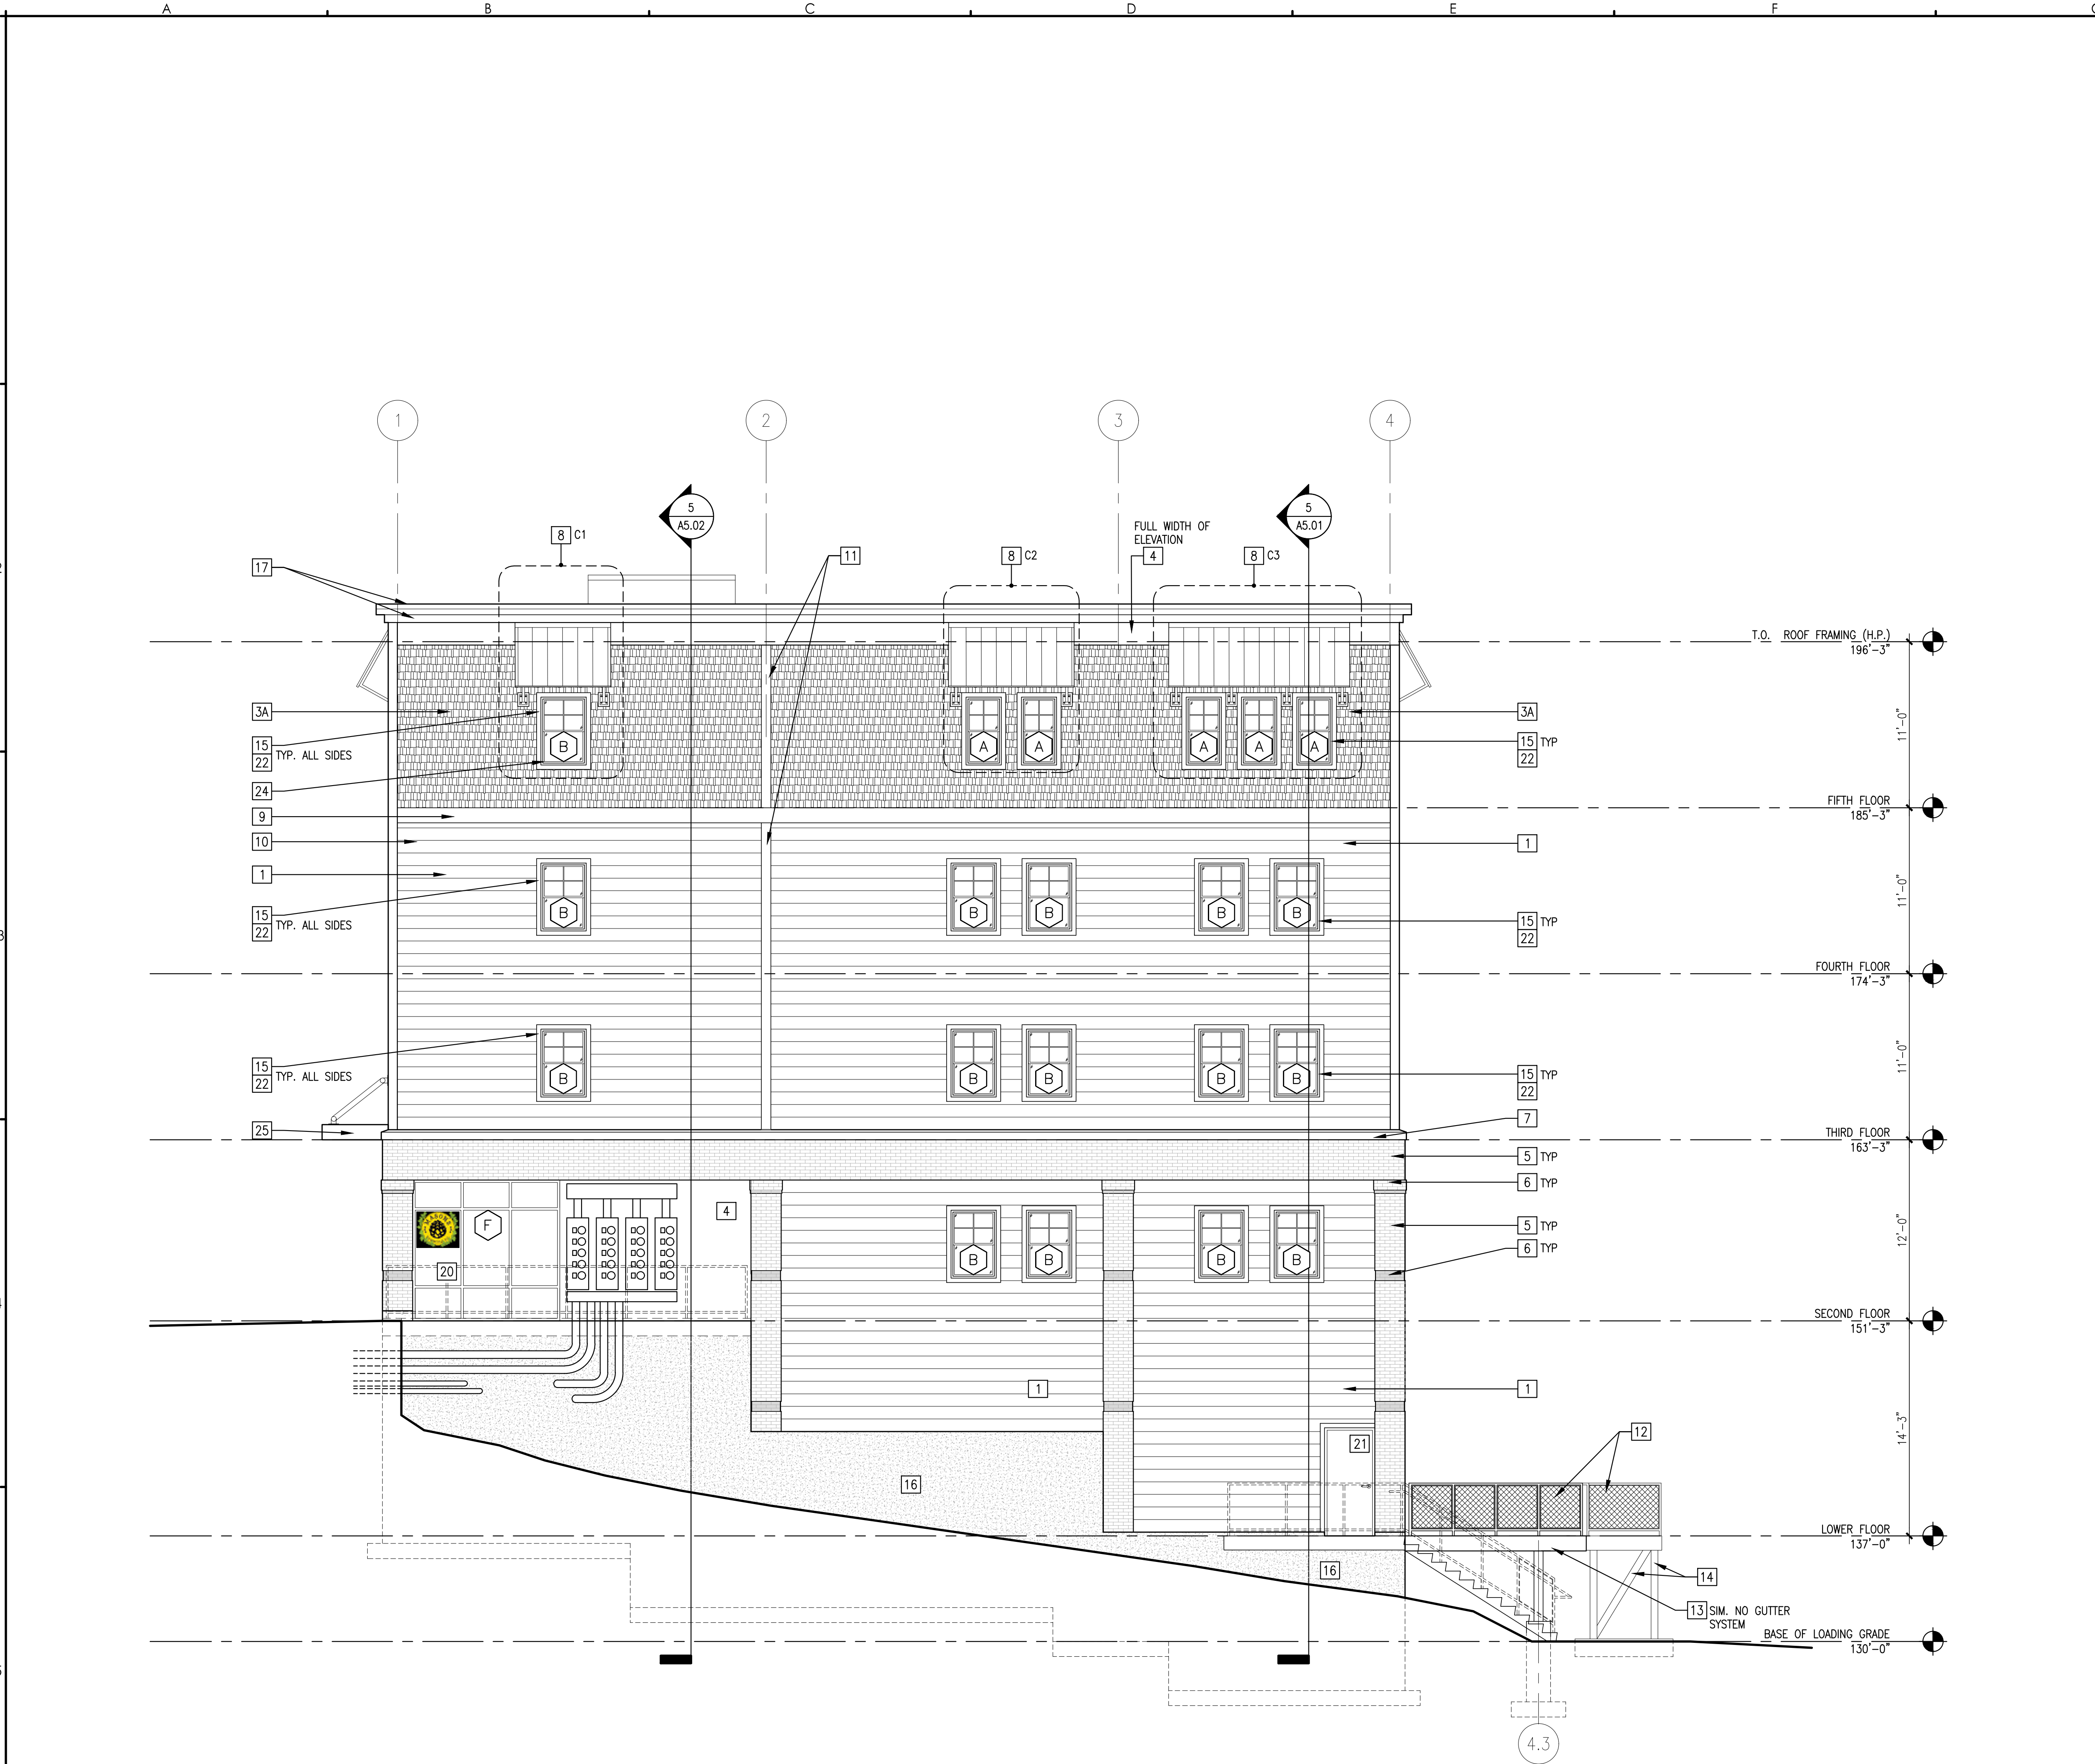 A B C D E F
1 2 3 4
5
A5.02
5
A5.01
FULL WIDTH OF
ELEVATION
4
8 C1
8 C2
8 C3
11
17
T.O. ROOF FRAMING (H.P.)
196'-3"
3A
15 TYP. ALL SIDES
22
24
B
A A
A A A
3A
15 TYP
22
11'-0"
FIFTH FLOOR
185'-3"
9
10
1
15 TYP. ALL SIDES
22
B B B B B
1
15 TYP
22
11'-0"
FOURTH FLOOR
174'-3"
15 TYP. ALL SIDES
22
25
B B B B B
15 TYP
22
7
11'-0"
THIRD FLOOR
163'-3"
5 TYP
6 TYP
5 TYP
6 TYP
MASONS
F
20
4
B B B B
12'-0"
SECOND FLOOR
151'-3"
1
1
21
16
12
14'-3"
LOWER FLOOR
137'-0"
16
14
13 SIM. NO GUTTER
SYSTEM
BASE OF LOADING GRADE
130'-0"
4.3